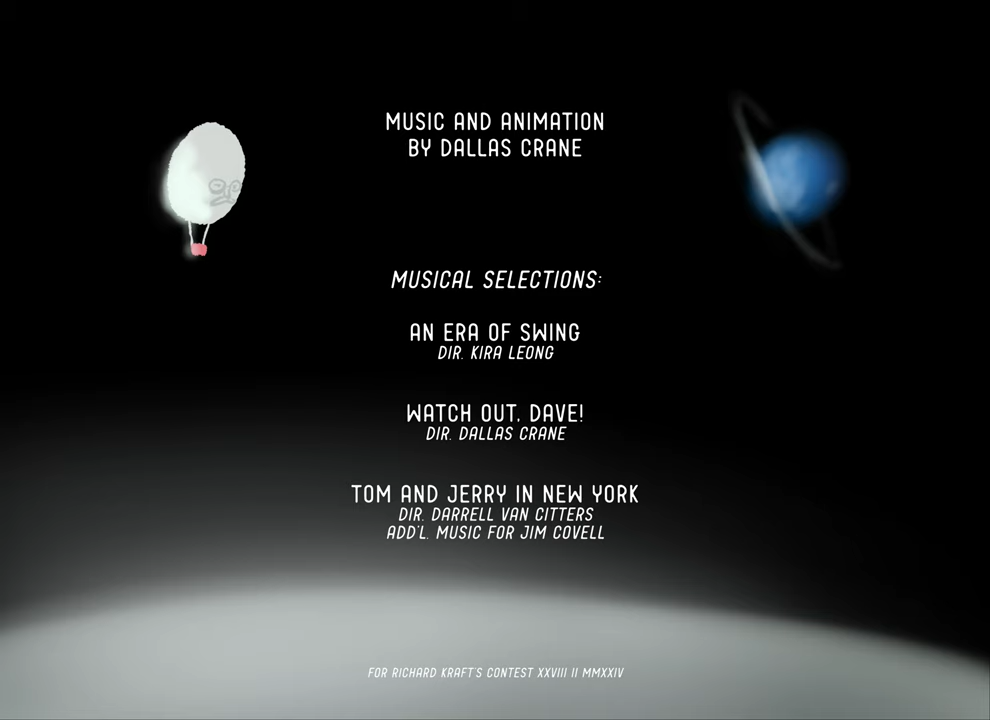 MUSIC AND ANIMATION
BY DALLAS CRANE
MUSICAL SELECTIONS:
AN ERA OF SWING
DIR. KIRA LEONG
WATCH OUT, DAVE!
DIR. DALLAS CRANE
TOM AND JERRY IN NEW YORK
DIR. DARRELL VAN CITTERS
ADD'L. MUSIC FOR JIM COVELL
FOR RICHARD KRAFT'S CONTEST XXVIII II MMXXIV